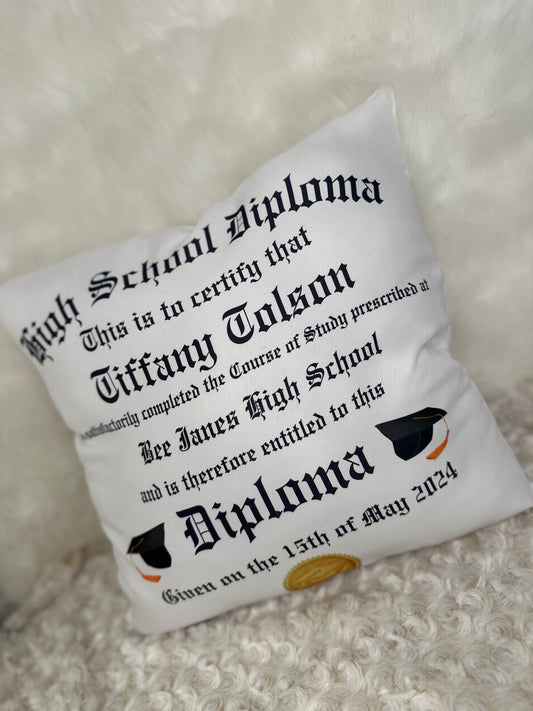 High School Diploma
This is to certify that
Tiffany Tolson
satisfactorily completed the Course of Study prescribed at
Bee Janes High School
and is therefore entitled to this
Diploma
Given on the 15th of May 2024